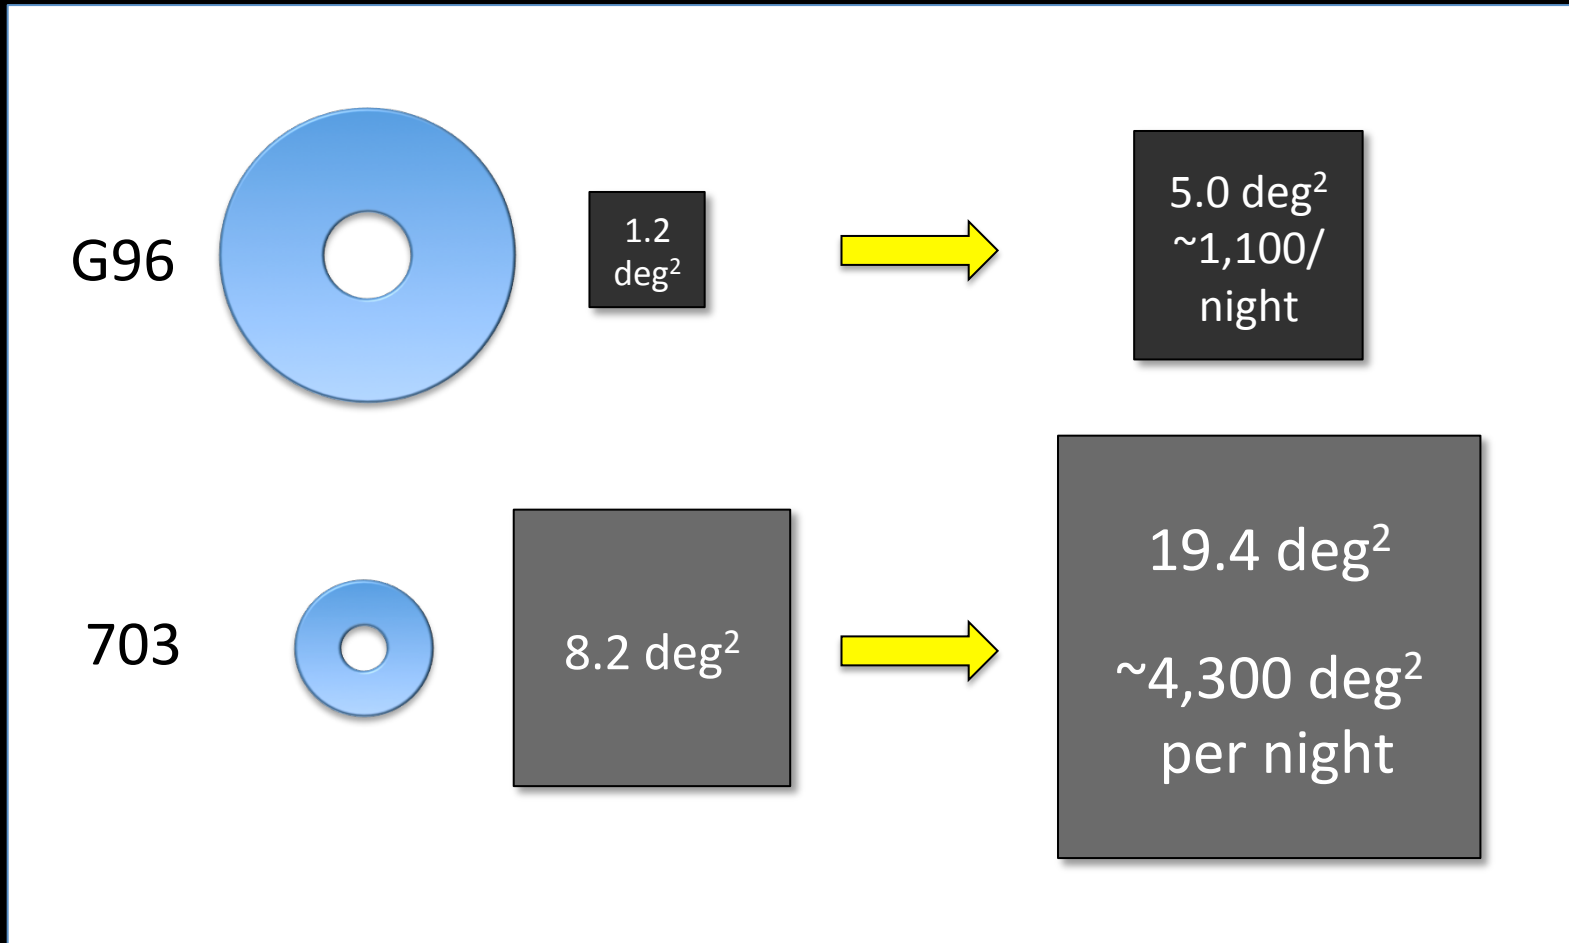 G96
1.2
deg²
5.0 deg²
~1,100/
night
703
8.2 deg²
19.4 deg²
~4,300 deg²
per night